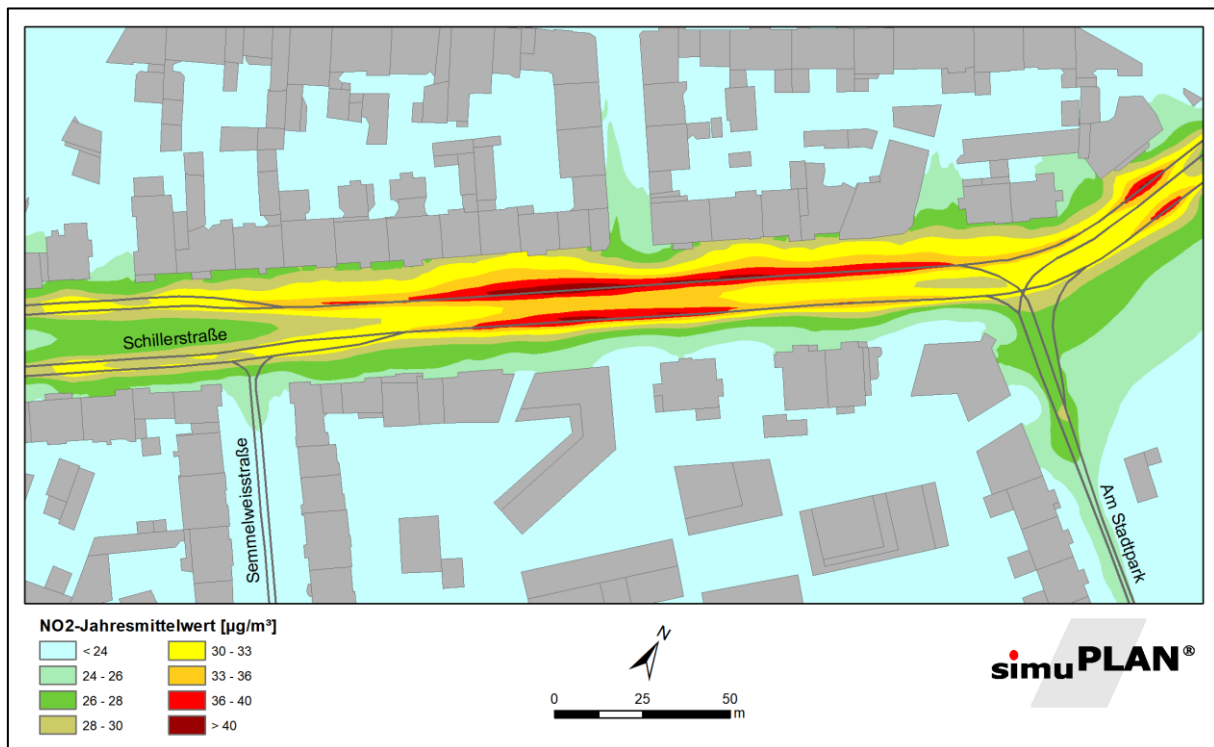 Schillerstraße
Semmelweisstraße
Am Stadtpark
NO2-Jahresmittelwert [µg/m³]
< 24
24 - 26
26 - 28
28 - 30
30 - 33
33 - 36
36 - 40
> 40
N
0 25 50
m
simuPLAN®